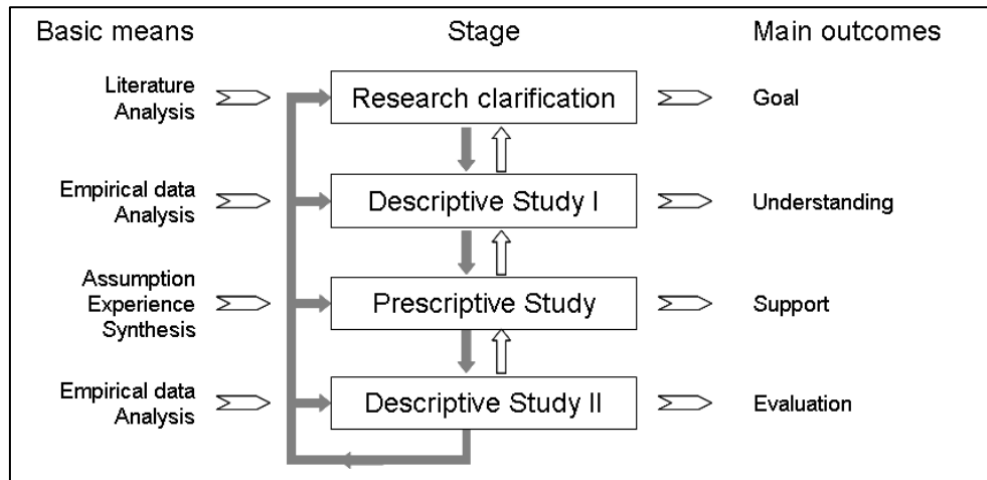 Basic means
Stage
Main outcomes
Literature
Analysis
Research clarification
Goal
Empirical data
Analysis
Descriptive Study I
Understanding
Assumption
Experience
Synthesis
Prescriptive Study
Support
Empirical data
Analysis
Descriptive Study II
Evaluation